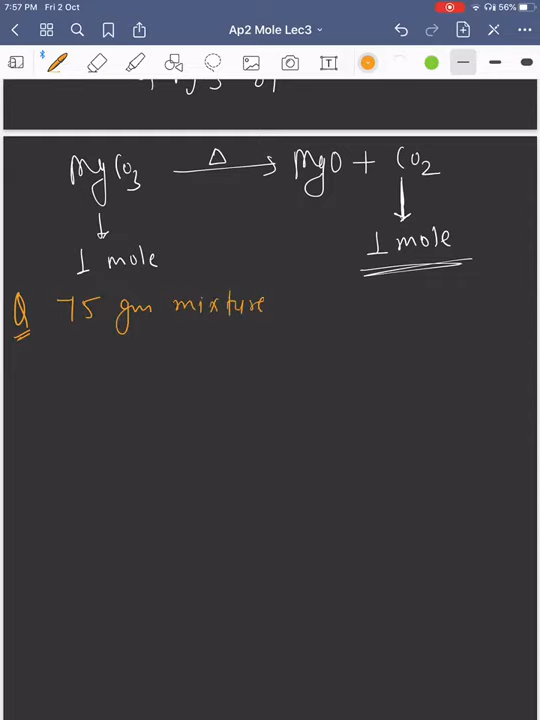 7:57 PM Fri 2 Oct 56%
Ap2 Mole Lec3
T
MgCO3 Δ MgO + CO2
1 mole 1 mole
Q 75 gm mixture